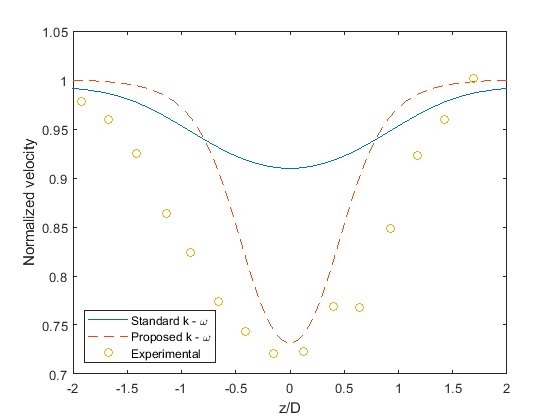 1.05
1
0.95
0.9
0.85
0.8
0.75
0.7
Normalized velocity
Standard k - ω
Proposed k - ω
Experimental
-2 -1.5 -1 -0.5 0 0.5 1 1.5 2
z/D